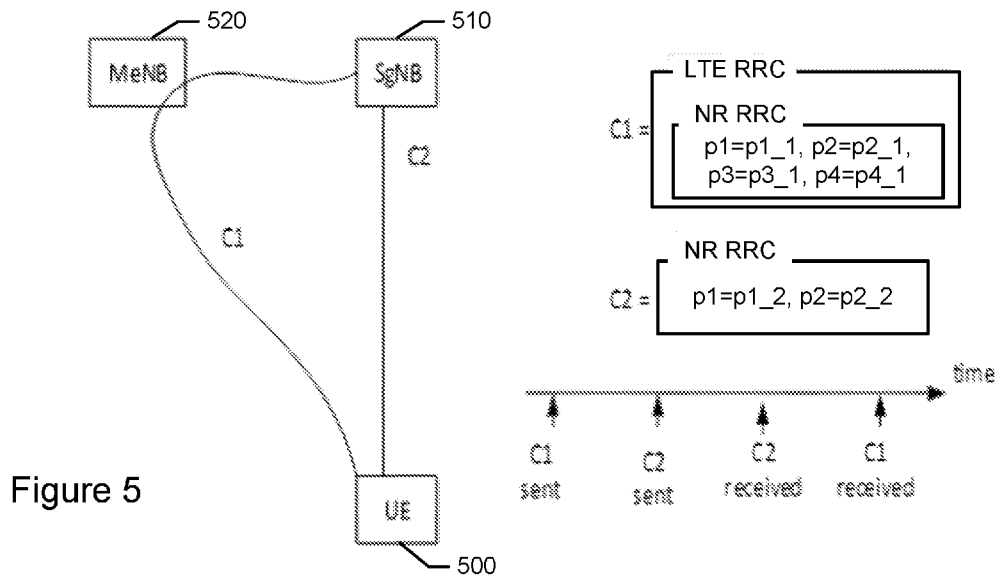 520
510
MeNB
SgNB
C2
C1
UE
500
Figure 5
C1 =
LTE RRC
NR RRC
p1=p1_1, p2=p2_1,
p3=p3_1, p4=p4_1
C2 =
NR RRC
p1=p1_2, p2=p2_2
time
C1
sent
C2
sent
C2
received
C1
received